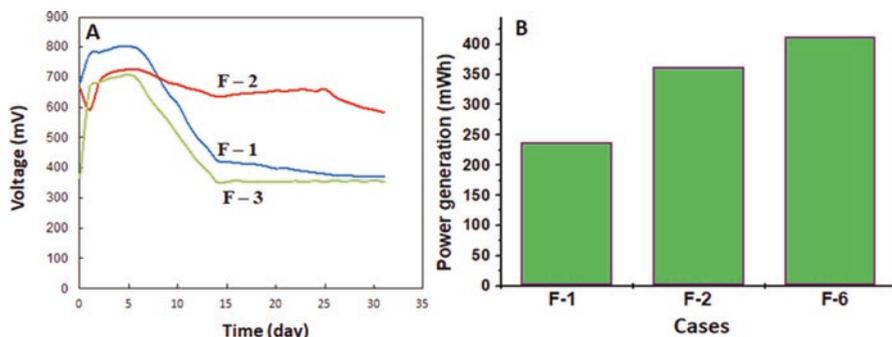 A
Voltage (mV)
900
800
700
600
500
400
300
200
100
0
0 5 10 15 20 25 30 35
Time (day)
F – 2
F – 1
F – 3
B
Power generation (mWh)
400
350
300
250
200
150
100
50
0
F-1 F-2 F-6
Cases